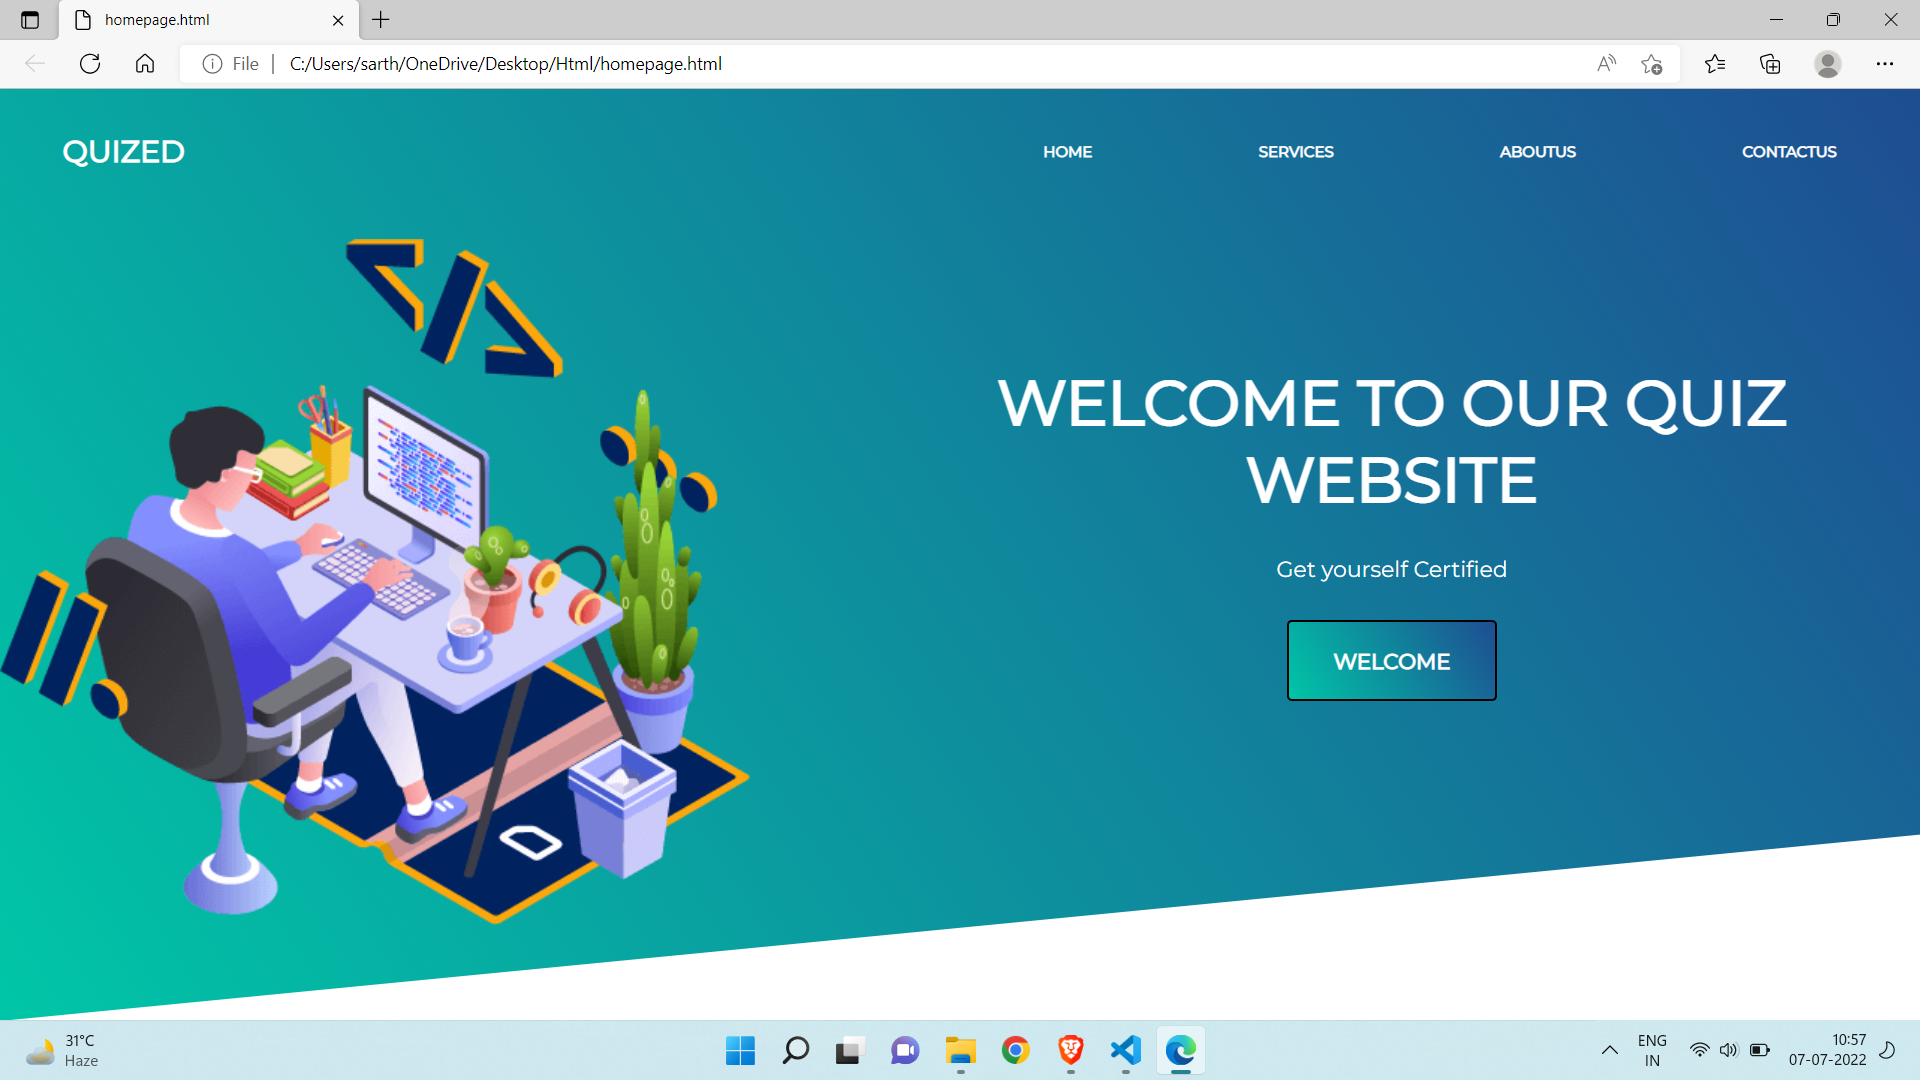 homepage.html
File
C:/Users/sarth/OneDrive/Desktop/Html/homepage.html
QUIZED
HOME
SERVICES
ABOUTUS
CONTACTUS
WELCOME TO OUR QUIZ
WEBSITE
Get yourself Certified
WELCOME
31°C
Haze
ENG
IN
10:57
07-07-2022